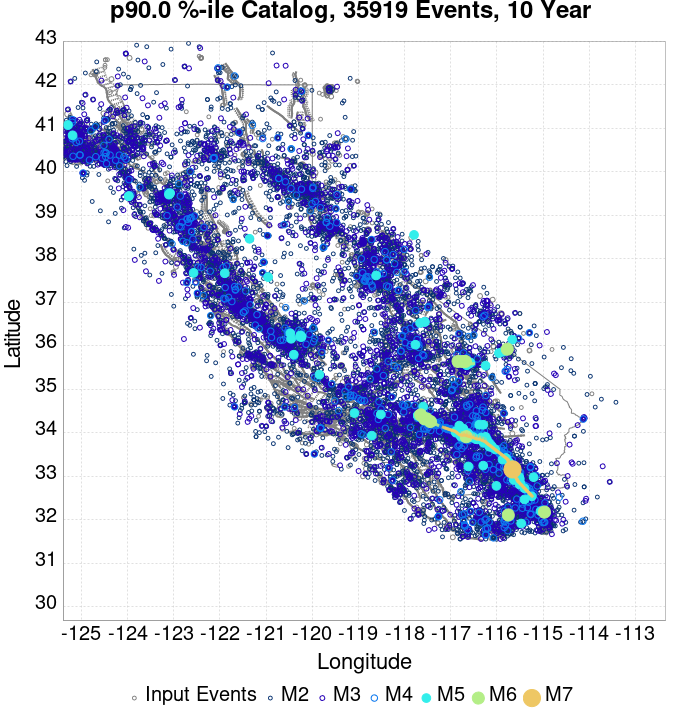 p90.0 %-ile Catalog, 35919 Events, 10 Year
43
42
41
40
39
38
37
36
35
34
33
32
31
30
Latitude
-125 -124 -123 -122 -121 -120 -119 -118 -117 -116 -115 -114 -113
Longitude
Input Events M2 M3 M4 M5 M6 M7